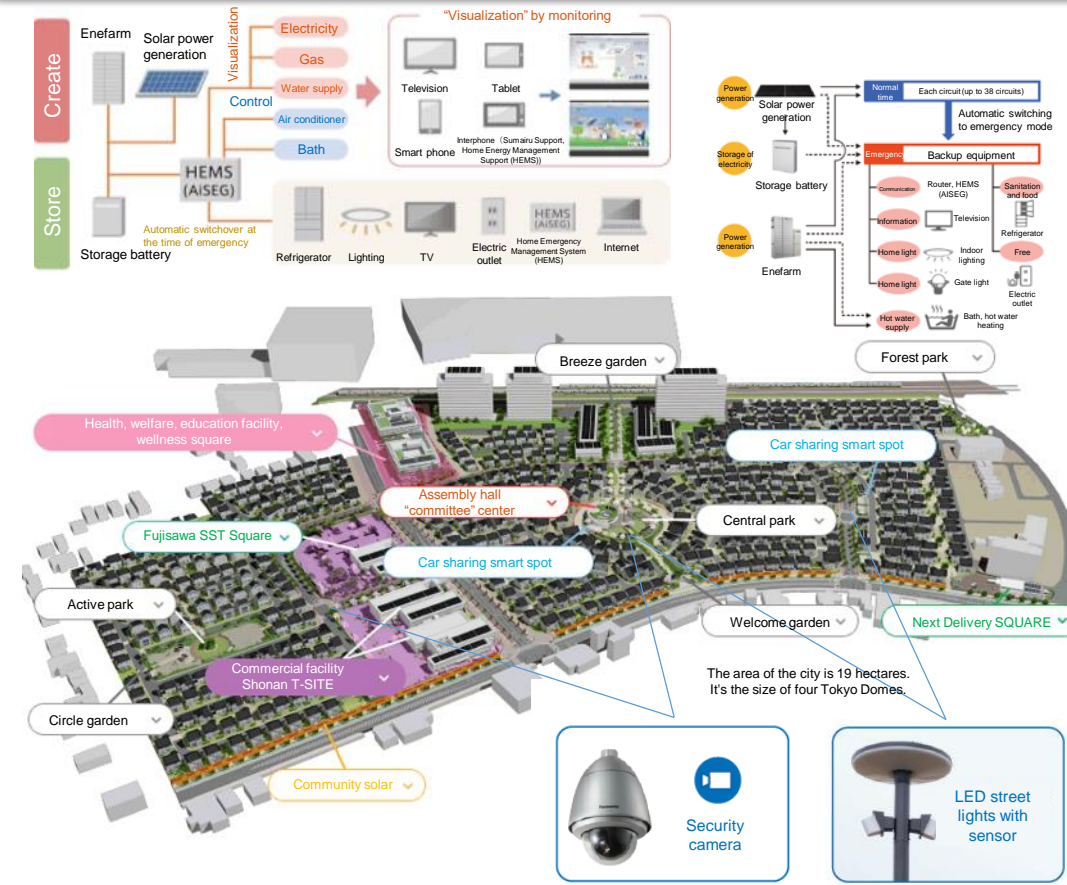 Create
Store
Enefarm
Solar power
generation
Storage battery
Visualization
Control
HEMS
(AiSEG)
Automatic switchover at
the time of emergency
Electricity
Gas
Water supply
Air conditioner
Bath
“Visualization” by monitoring
Television
Tablet
Smart phone
Interphone (Sumairu Support,
Home Energy Management
Support (HEMS))
Refrigerator
Lighting
TV
Electric
outlet
HEMS
(AiSEG)
Home Emergency
Management System
(HEMS)
Internet
Power
generation
Solar power
generation
Storage of
electricity
Storage battery
Power
generation
Enefarm
Normal
time
Each circuit (up to 38 circuits)
Automatic switching
to emergency mode
Emergency
Backup equipment
Communication
Router, HEMS
(AiSEG)
Information
Television
Home light
Indoor
lighting
Home light
Gate light
Hot water
supply
Bath, hot water
heating
Sanitation
and food
Refrigerator
Free
Electric
outlet
Breeze garden
Forest park
Health, welfare, education facility,
wellness square
Car sharing smart spot
Assembly hall
“committee” center
Central park
Fujisawa SST Square
Car sharing smart spot
Active park
Welcome garden
Next Delivery SQUARE
Commercial facility
Shonan T-SITE
The area of the city is 19 hectares.
It's the size of four Tokyo Domes.
Circle garden
Community solar
Panasonic
Security
camera
LED street
lights with
sensor